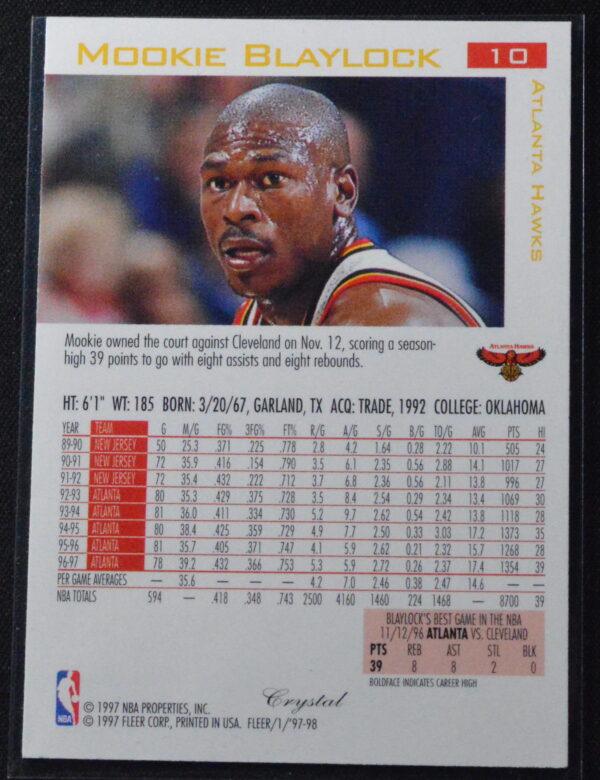 MOOKIE BLAYLOCK 10
ATLANTA HAWKS
Mookie owned the court against Cleveland on Nov. 12, scoring a season-
high 39 points to go with eight assists and eight rebounds.
ATLANTA HAWKS
HT: 6'1" WT: 185 BORN: 3/20/67, GARLAND, TX ACQ: TRADE, 1992 COLLEGE: OKLAHOMA
YEAR TEAM G M/G FG% 3FG% FT% R/G A/G S/G B/G TO/G AVG PTS HI
89-90 NEW JERSEY 50 25.3 .371 .225 .778 2.8 4.2 1.64 0.28 2.22 10.1 505 24
90-91 NEW JERSEY 72 35.9 .416 .154 .790 3.5 6.1 2.35 0.56 2.88 14.1 1017 27
91-92 NEW JERSEY 72 35.4 .432 .222 .712 3.7 6.8 2.36 0.56 2.11 13.8 996 27
92-93 ATLANTA 80 35.3 .429 .375 .728 3.5 8.4 2.54 0.29 2.34 13.4 1069 30
93-94 ATLANTA 81 36.0 .411 .334 .730 5.2 9.7 2.62 0.54 2.42 13.8 1118 28
94-95 ATLANTA 80 38.4 .425 .359 .729 4.9 7.7 2.50 0.33 3.03 17.2 1373 35
95-96 ATLANTA 81 35.7 .405 .371 .747 4.1 5.9 2.62 0.21 2.32 15.7 1268 28
96-97 ATLANTA 78 39.2 .432 .366 .753 5.3 5.9 2.72 0.26 2.37 17.4 1354 39
PER GAME AVERAGES — 35.6 — — — 4.2 7.0 2.46 0.38 2.47 14.6 — —
NBA TOTALS 594 — .418 .348 .743 2500 4160 1460 224 1468 — 8700 39
BLAYLOCK'S BEST GAME IN THE NBA
11/12/96 ATLANTA VS. CLEVELAND
PTS REB AST STL BLK
39 8 8 2 0
BOLDFACE INDICATES CAREER HIGH
Crystal
NBA
© 1997 NBA PROPERTIES, INC.
© 1997 FLEER CORP., PRINTED IN USA. FLEER/1/'97-98